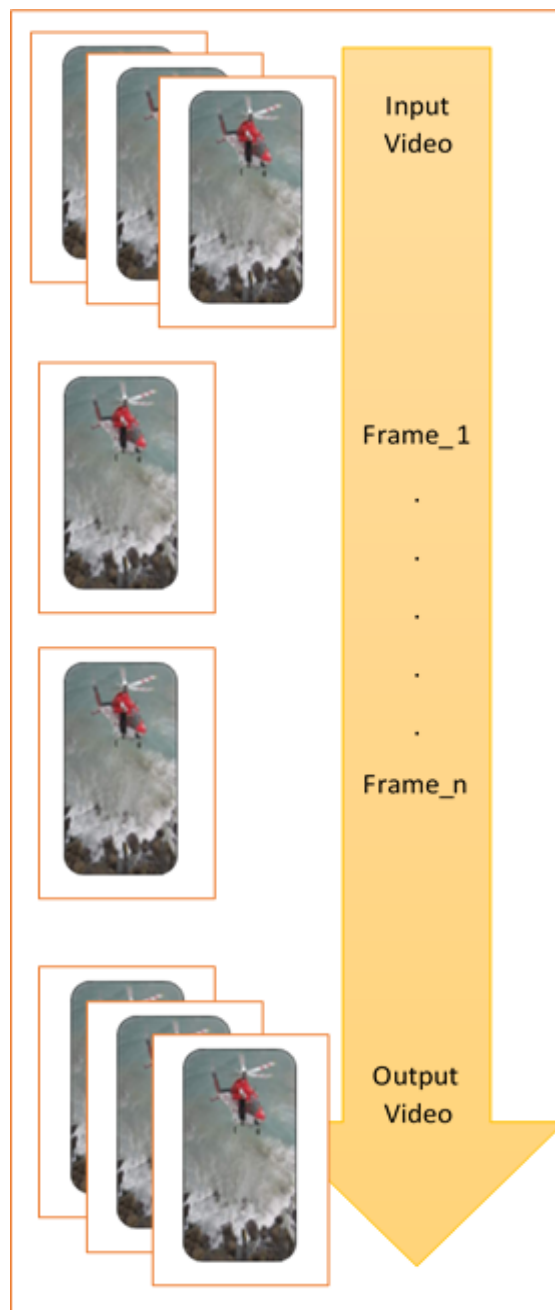 Input
Video
Frame_1
.
.
.
.
.
Frame_n
Output
Video